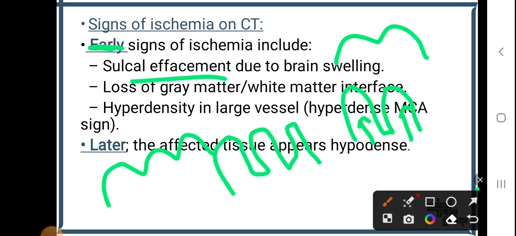 • Signs of ischemia on CT:
• Early signs of ischemia include:
– Sulcal effacement due to brain swelling.
– Loss of gray matter/white matter interface.
– Hyperdensity in large vessel (hyperdense MCA
sign).
• Later; the affected tissue appears hypodense.